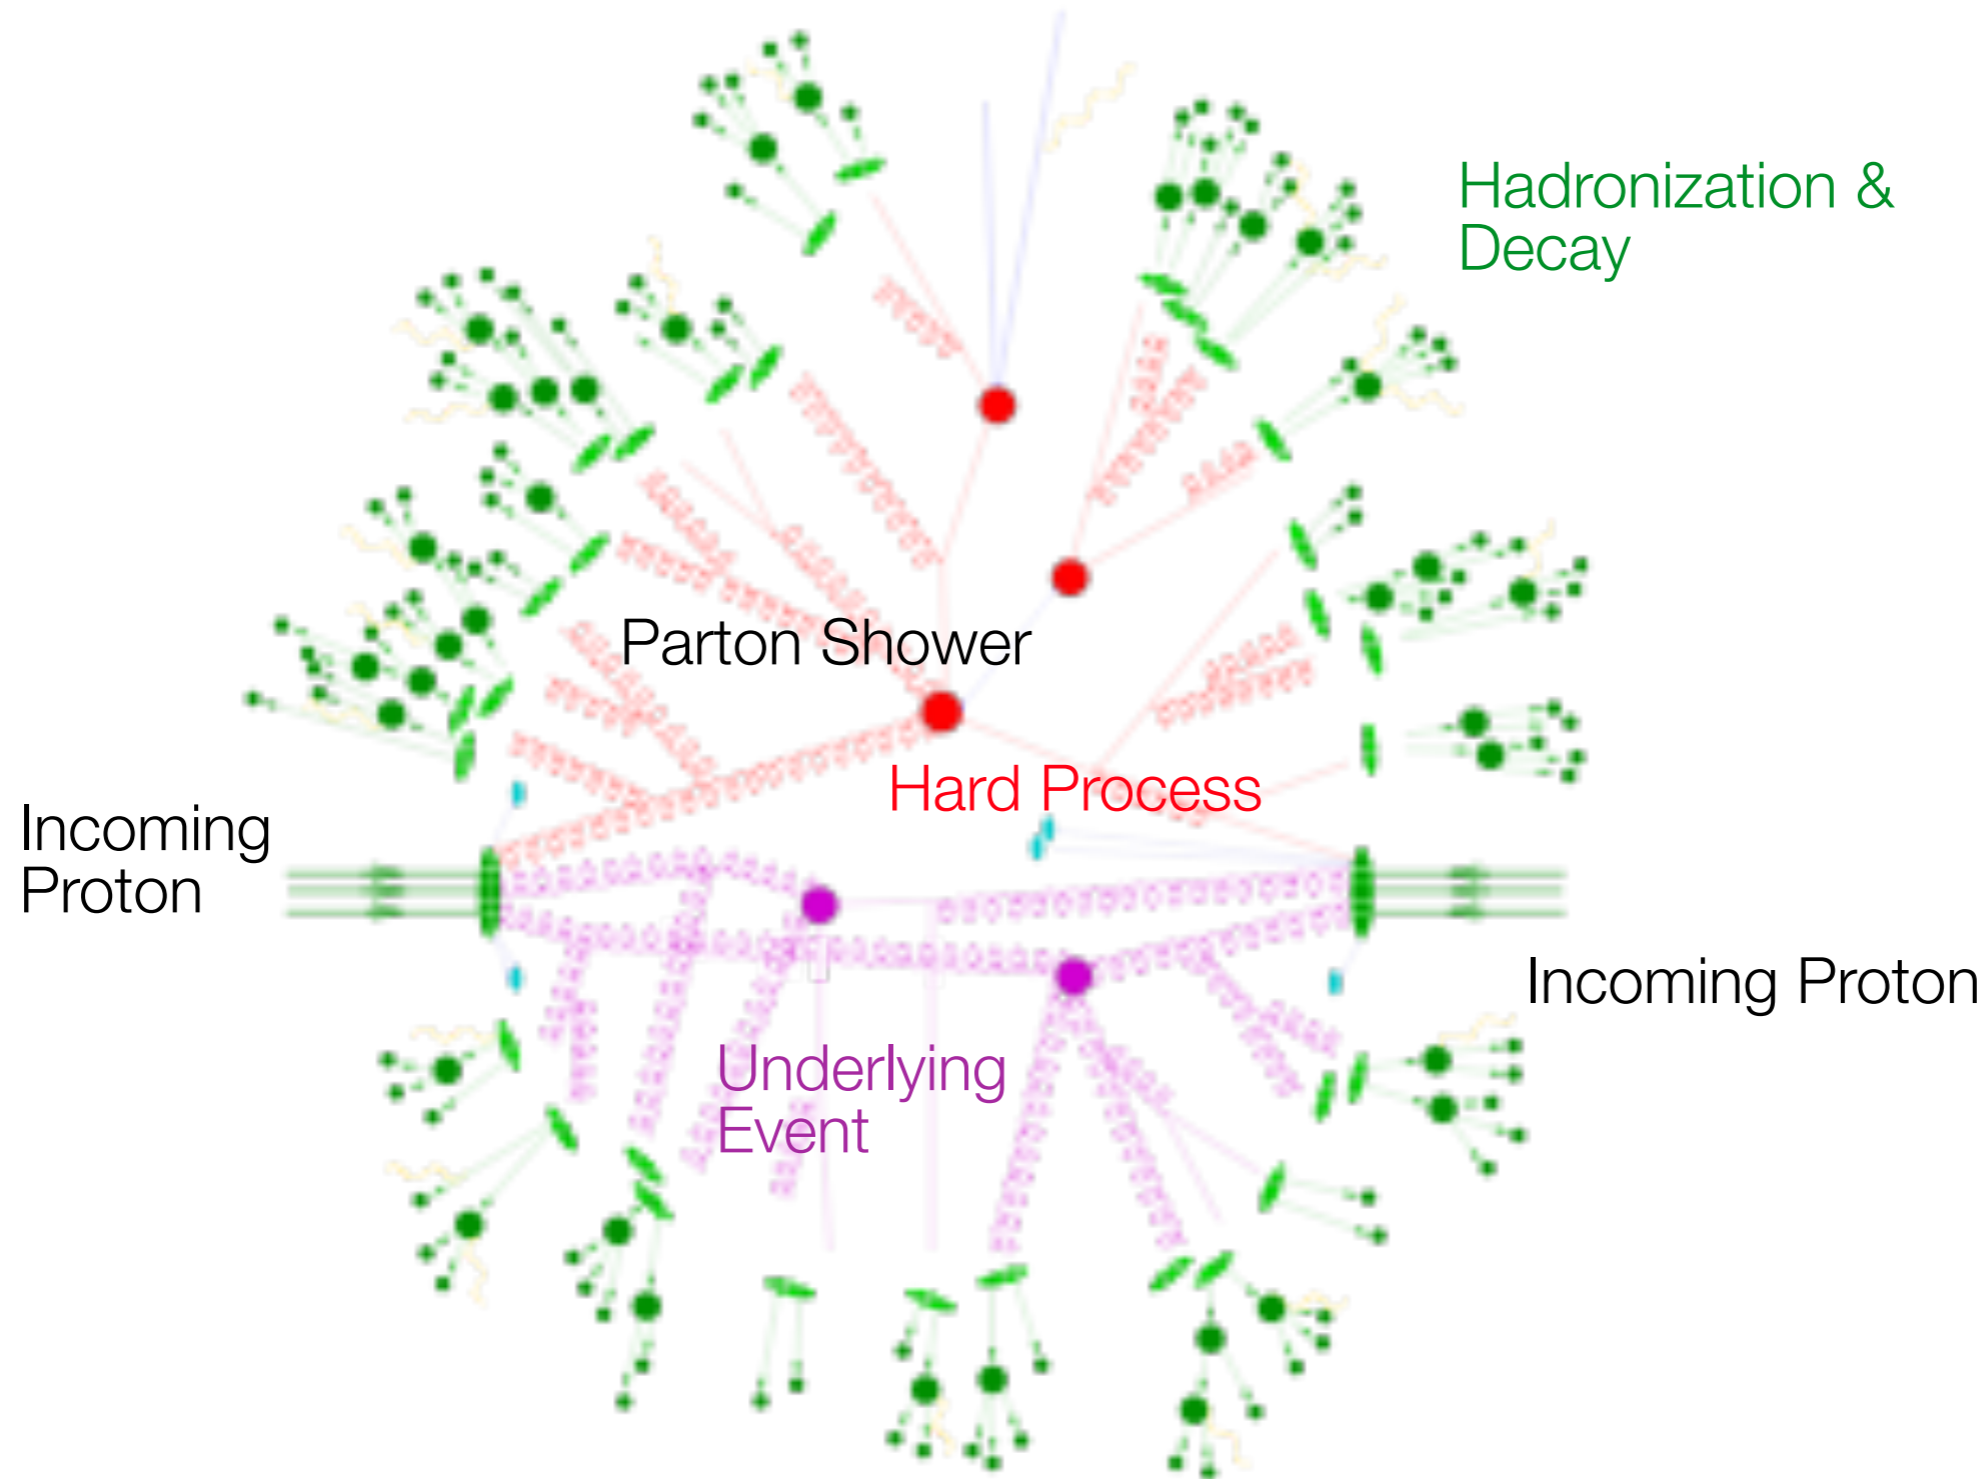 Hadronization &
Decay
Parton Shower
Hard Process
Incoming
Proton
Incoming Proton
Underlying
Event